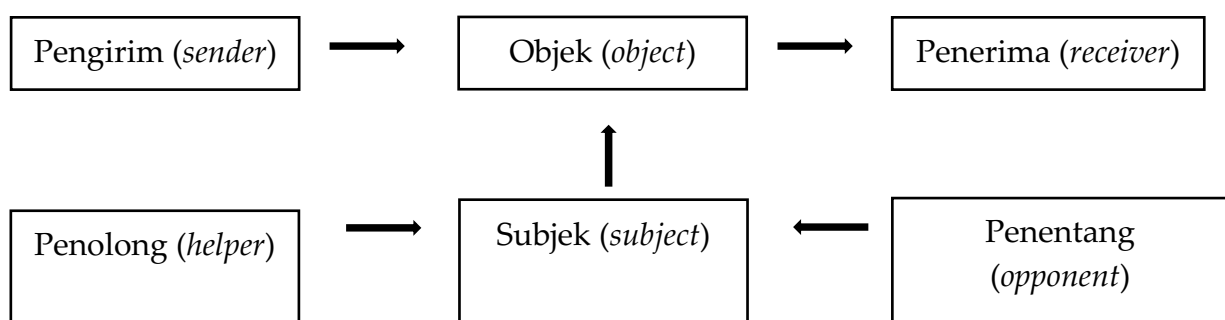 Pengirim (sender)
Objek (object)
Penerima (receiver)
Penolong (helper)
Subjek (subject)
Penentang
(opponent)